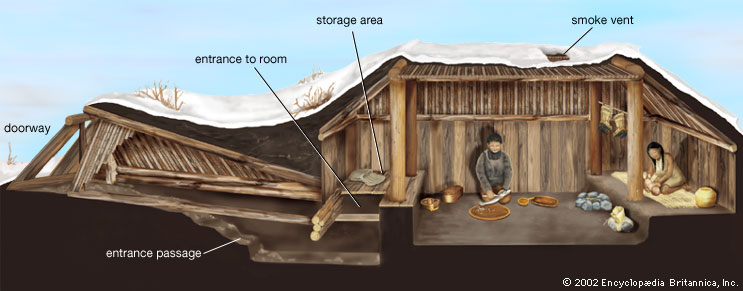 storage area
smoke vent
entrance to room
doorway
entrance passage
© 2002 Encyclopædia Britannica, Inc.